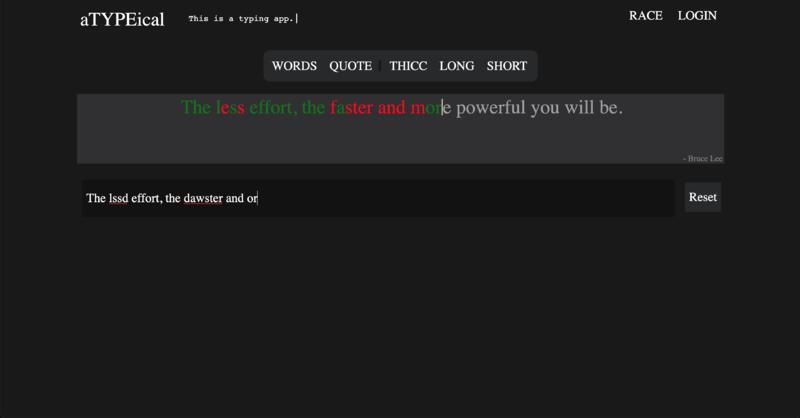 aTYPEical This is a typing app.| RACE LOGIN
WORDS QUOTE | THICC LONG SHORT
The less effort, the faster and more powerful you will be.
- Bruce Lee
The lssd effort, the dawster and or
Reset